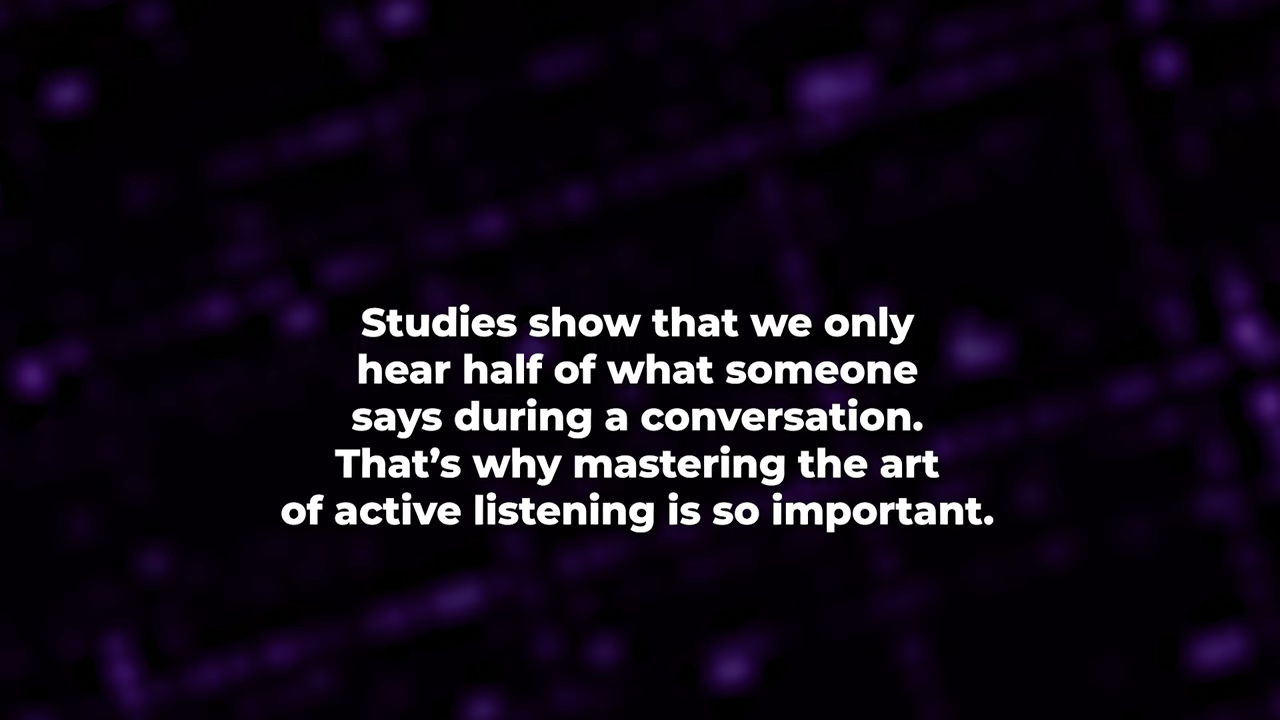 Studies show that we only
hear half of what someone
says during a conversation.
That’s why mastering the art
of active listening is so important.